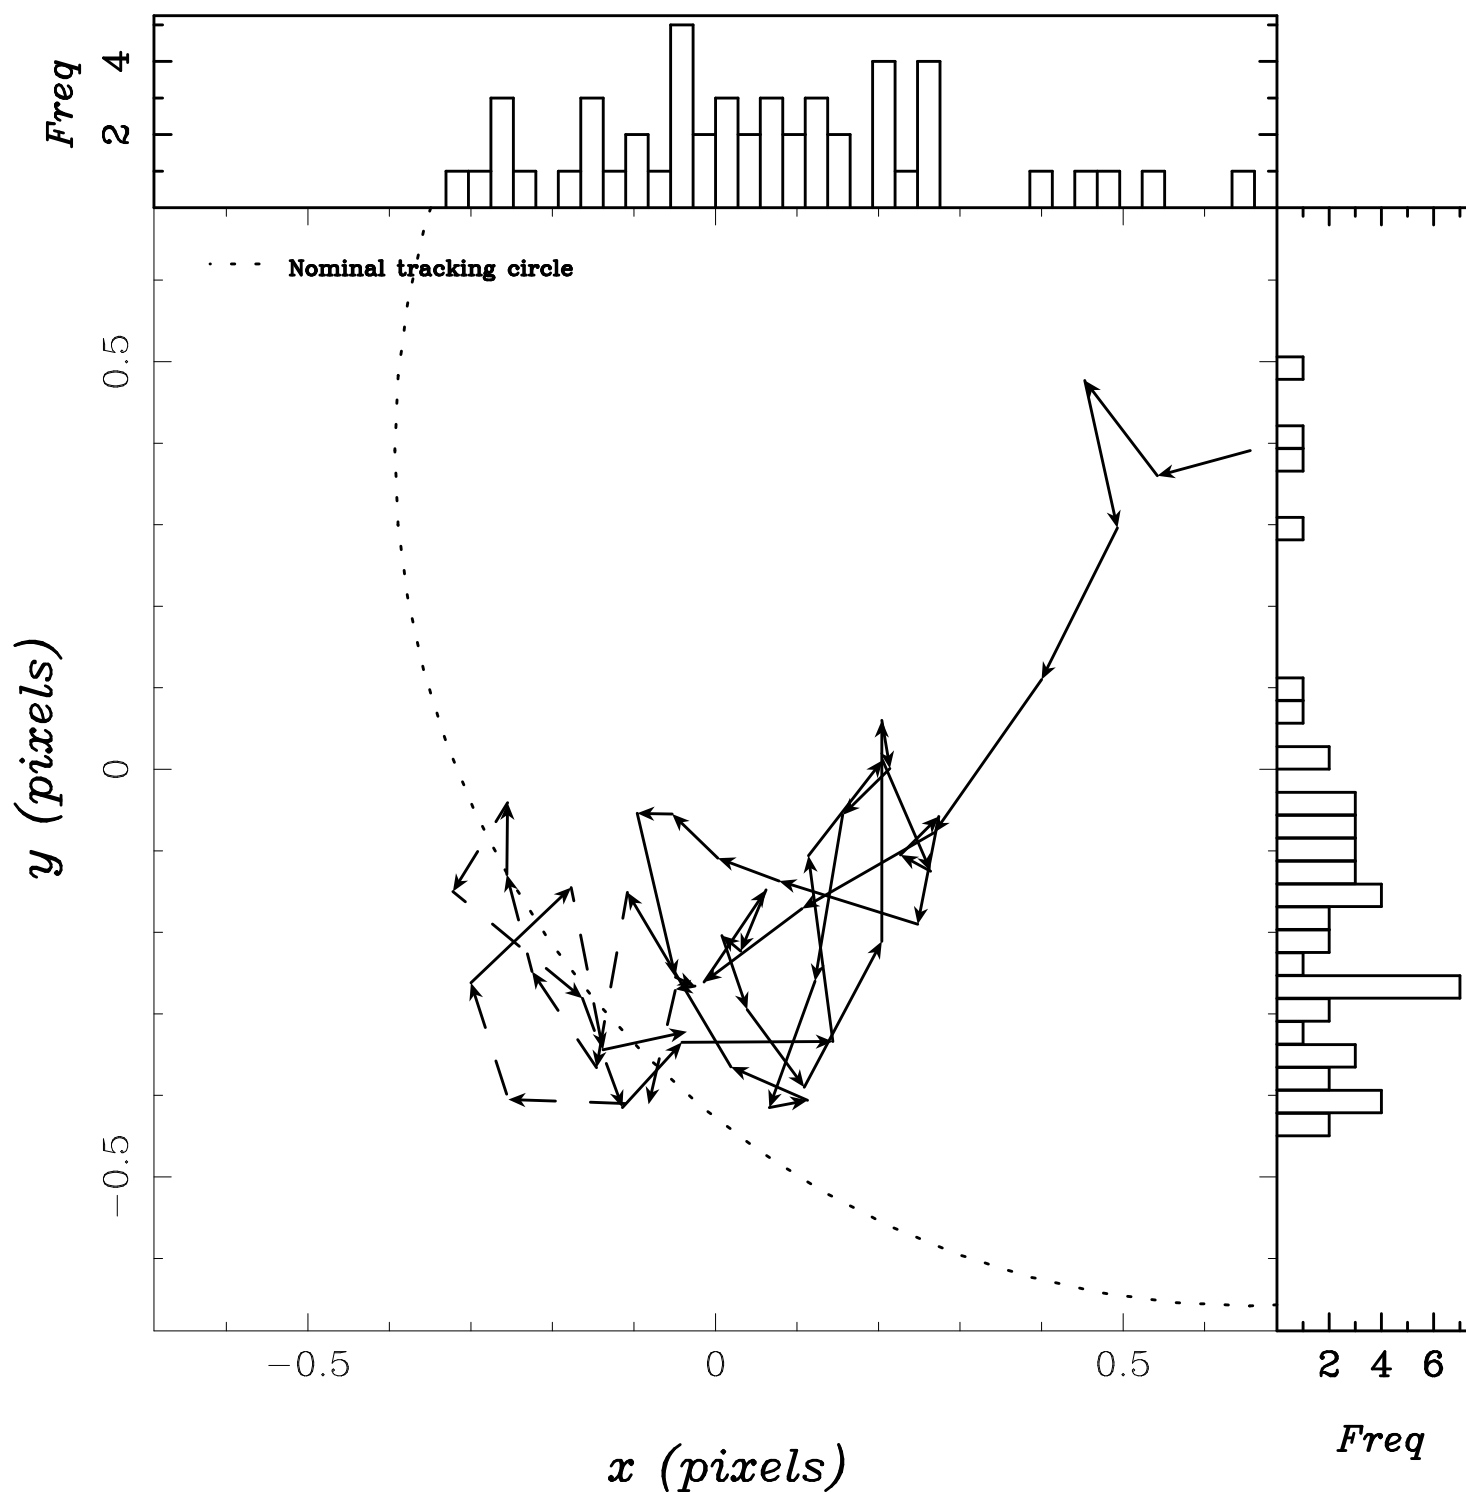 Freq
4
2
Nominal tracking circle
0.5
0
−0.5
y (pixels)
−0.5 0 0.5
x (pixels)
2 4 6
Freq